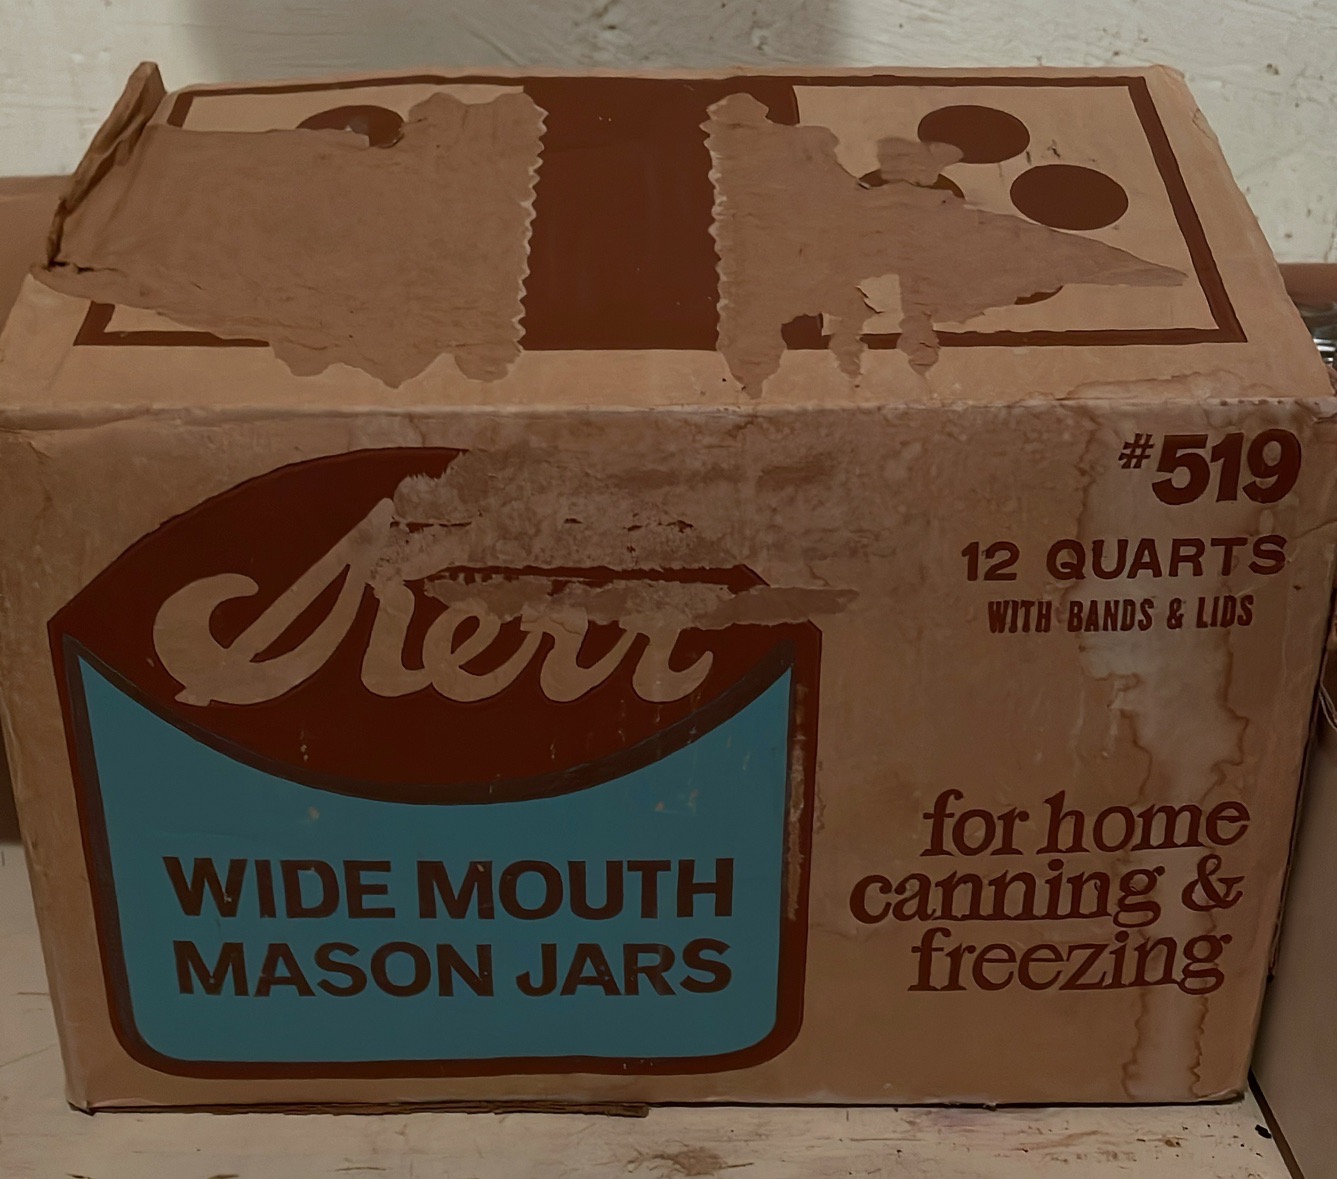 Kerr
#519
12 QUARTS
WITH BANDS & LIDS
WIDE MOUTH
MASON JARS
for home
canning &
freezing